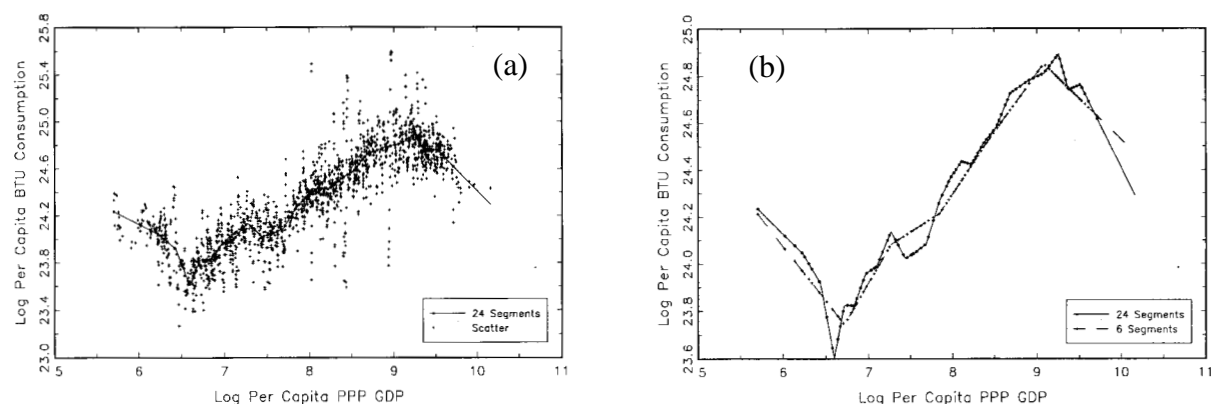 (a)
Log Per Capita BTU Consumption
25.8
25.4
25.0
24.6
24.2
23.8
23.4
23.0
5 6 7 8 9 10 11
Log Per Capita PPP GDP
24 Segments
Scatter
(b)
Log Per Capita BTU Consumption
25.0
24.8
24.6
24.4
24.2
24.0
23.8
23.6
5 6 7 8 9 10 11
Log Per Capita PPP GDP
24 Segments
6 Segments